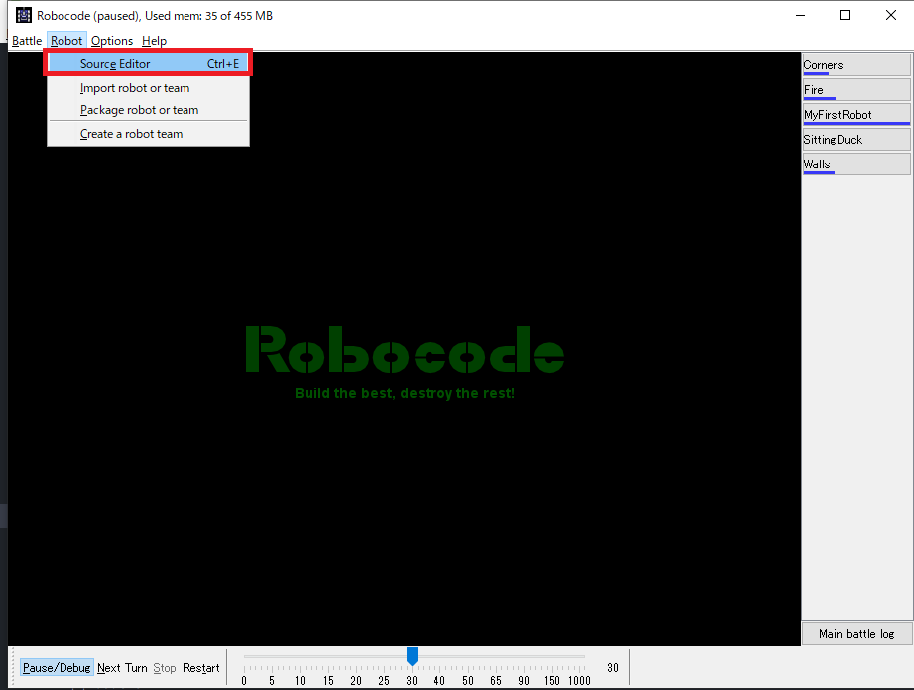 Robocode (paused), Used mem: 35 of 455 MB
Battle Robot Options Help
Source Editor Ctrl+E
Import robot or team
Package robot or team
Create a robot team
Corners
Fire
MyFirstRobot
SittingDuck
Walls
Robocode
Build the best, destroy the rest!
Main battle log
Pause/Debug Next Turn Stop Restart
30
0 5 10 15 20 25 30 40 50 65 90 150 1000